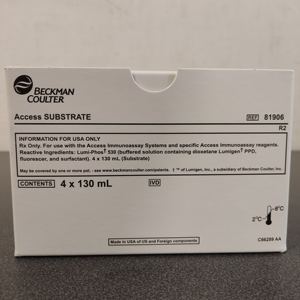 BECKMAN
COULTER
Access SUBSTRATE REF 81906
R2
INFORMATION FOR USA ONLY
Rx Only. For use with the Access Immunoassay Systems and specific Access Immunoassay reagents.
Reactive Ingredients: Lumi-Phos† 530 (buffered solution containing dioxetane Lumigen† PPD,
fluorescer, and surfactant). 4 x 130 mL (Substrate)
May be covered by one or more pat. - see www.beckmancoulter.com/patents. † ™ of Lumigen, Inc., a subsidiary of Beckman Coulter, Inc.
CONTENTS 4 x 130 mL IVD
8°C
2°C
Made in USA of US and Foreign components
C66289 AA